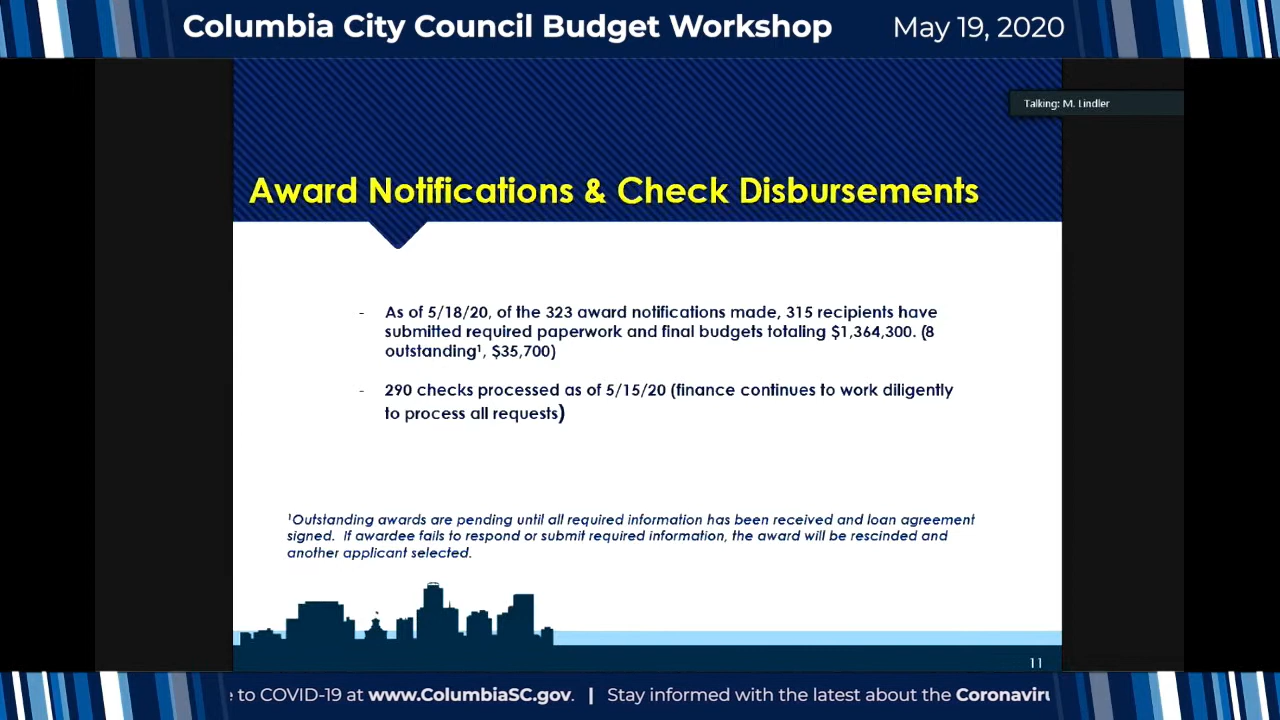 Columbia City Council Budget Workshop May 19, 2020
Talking: M. Lindler
Award Notifications & Check Disbursements
- As of 5/18/20, of the 323 award notifications made, 315 recipients have
submitted required paperwork and final budgets totaling $1,364,300. (8
outstanding¹, $35,700)
- 290 checks processed as of 5/15/20 (finance continues to work diligently
to process all requests)
¹Outstanding awards are pending until all required information has been received and loan agreement
signed. If awardee fails to respond or submit required information, the award will be rescinded and
another applicant selected.
11
to COVID-19 at www.ColumbiaSC.gov. | Stay informed with the latest about the Coronaviru